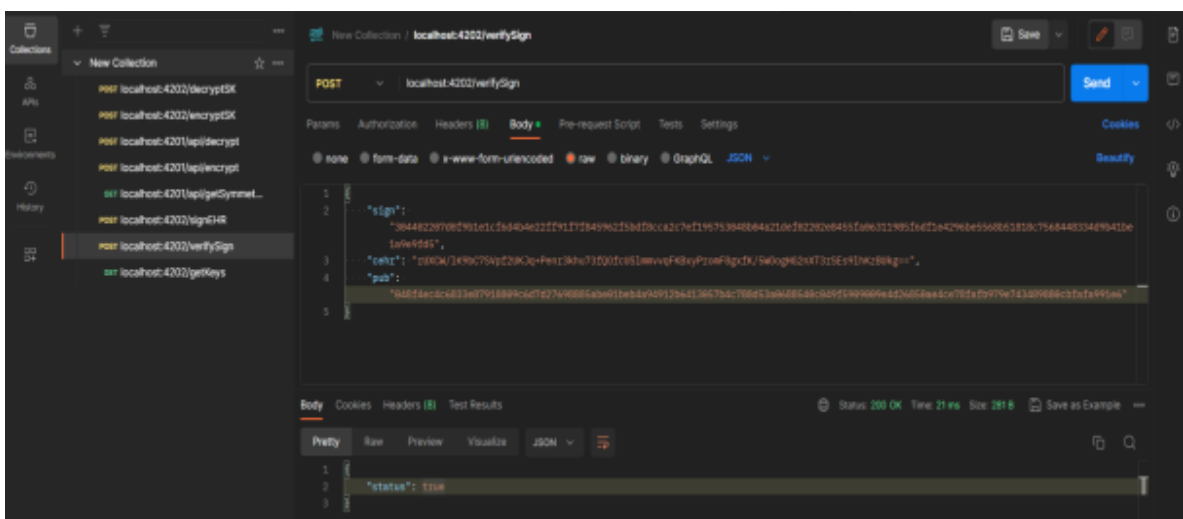 New Collection / localhost:4202/verifySign
Save
Collections
New Collection
POST localhost:4202/decryptSK
POST localhost:4202/encryptSK
POST localhost:4201/api/decrypt
POST localhost:4201/api/encrypt
GET localhost:4201/api/getSymmet...
POST localhost:4202/signEHR
POST localhost:4202/verifySign
GET localhost:4202/getKeys
APIs
Environments
History
POST localhost:4202/verifySign
Send
Params Authorization Headers (8) Body Pre-request Script Tests Settings
Cookies
none form-data x-www-form-urlencoded raw binary GraphQL JSON
Beautify
1 {
2 "sign":
3 "cehr":
"pub":
5 }
Body Cookies Headers (8) Test Results
Status: 200 OK Time: 21 ms Size: 281 B Save as Example
Pretty Raw Preview Visualize JSON
1 {
2 "status": true
3 }